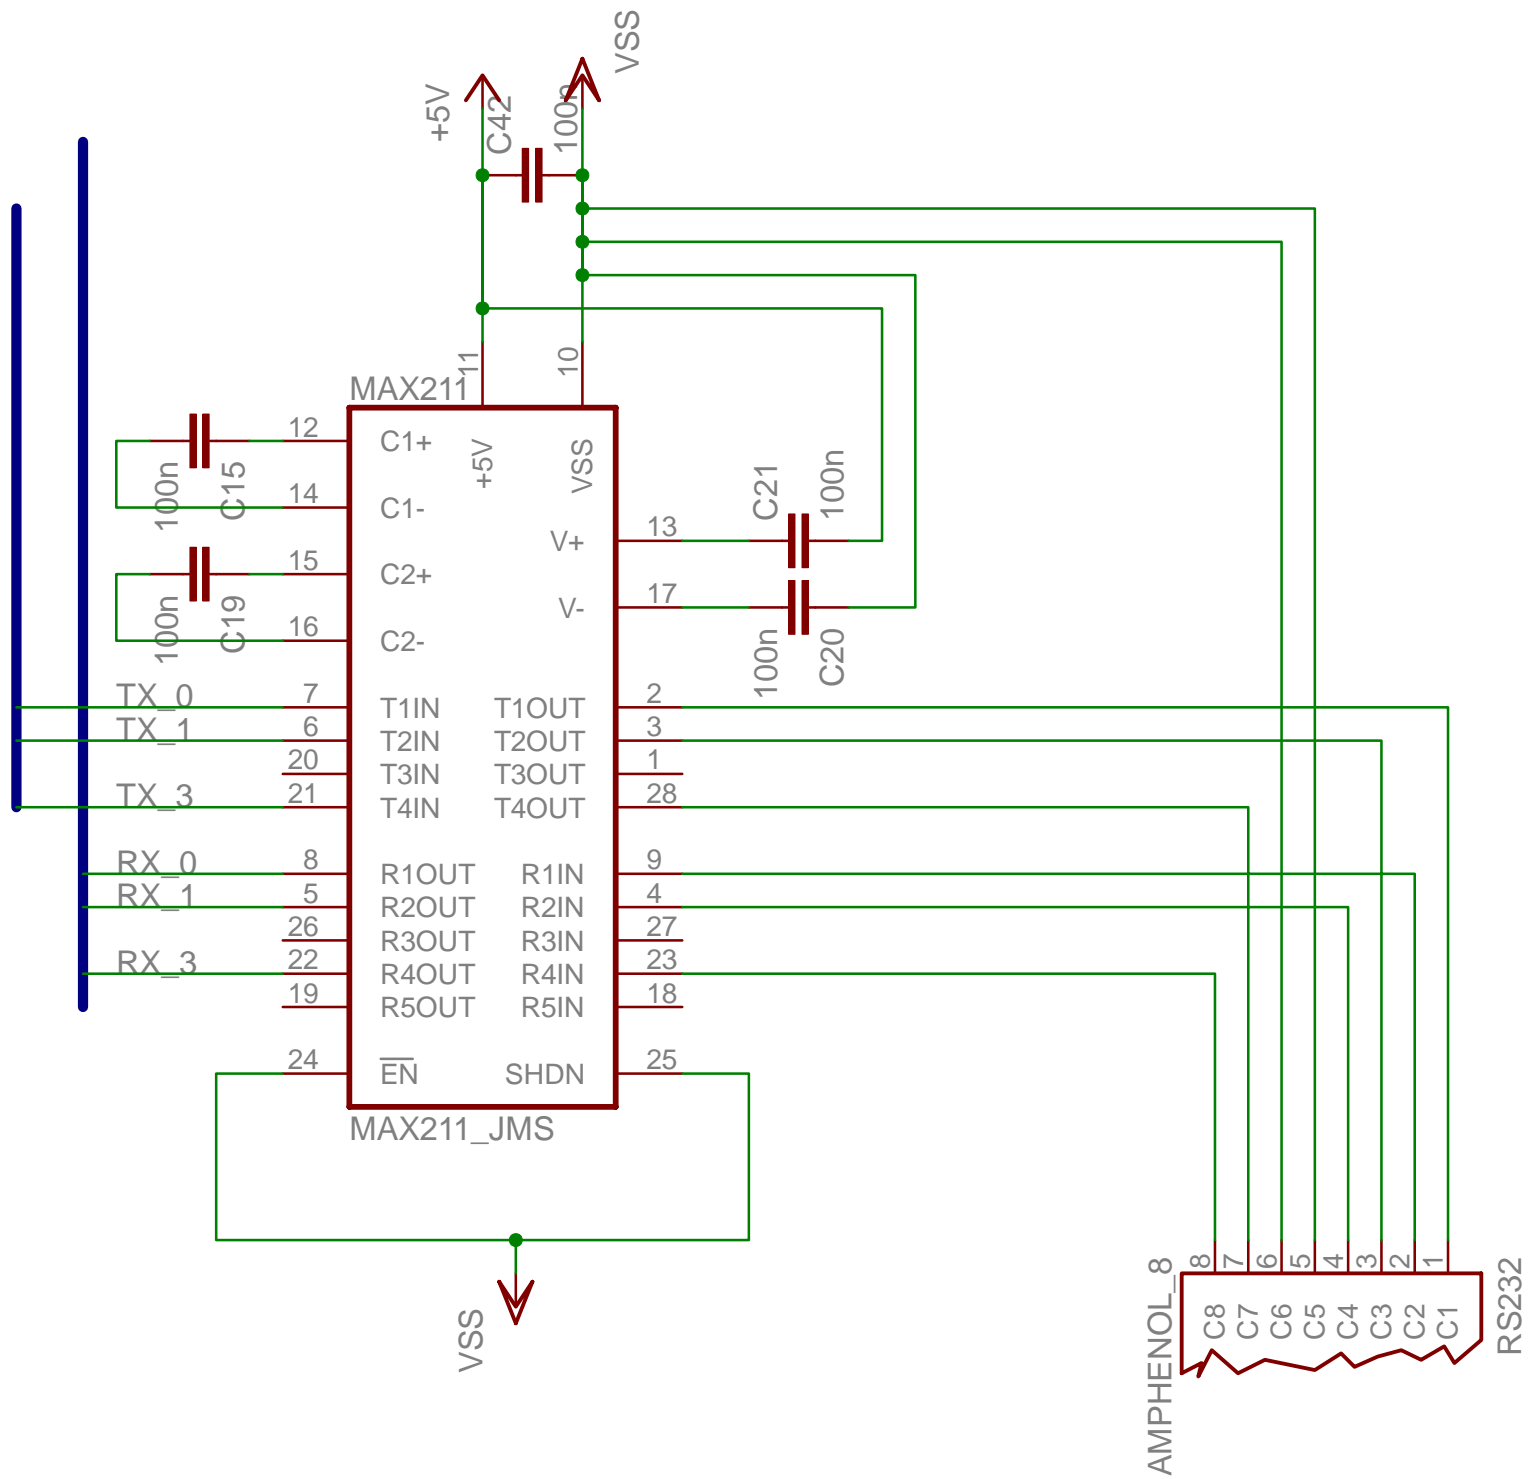 VSS
+5V
C42
100n
11
10
MAX211
12
C1+
+5V
VSS
100n
C15
14
C1-
C21
100n
V+
13
15
C2+
100n
C19
16
C2-
V-
17
100n
C20
TX_0
7
T1IN
T1OUT
2
TX_1
6
T2IN
T2OUT
3
20
T3IN
T3OUT
1
TX_3
21
T4IN
T4OUT
28
RX_0
8
R1OUT
R1IN
9
RX_1
5
R2OUT
R2IN
4
26
R3OUT
R3IN
27
RX_3
22
R4OUT
R4IN
23
19
R5OUT
R5IN
18
24
EN
SHDN
25
MAX211_JMS
VSS
AMPHENOL_8
8
7
6
5
4
3
2
1
C8
C7
C6
C5
C4
C3
C2
C1
RS232